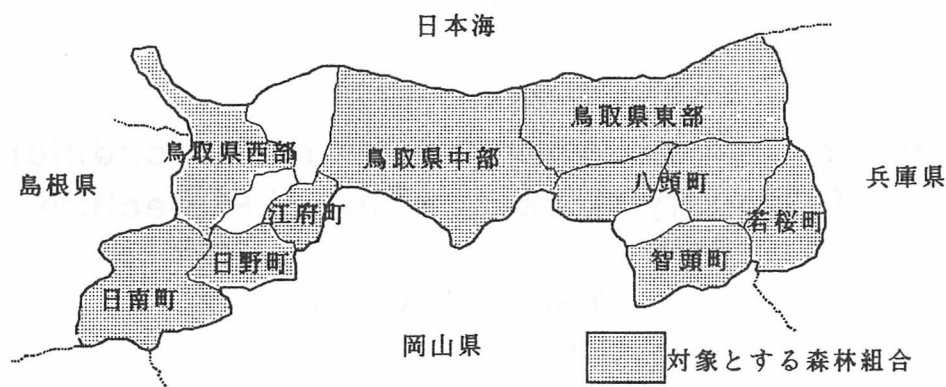 日本海
鳥取県東部
鳥取県西部
鳥取県中部
八頭町
島根県
兵庫県
江府町
若桜町
日野町
智頭町
日南町
岡山県
対象とする森林組合